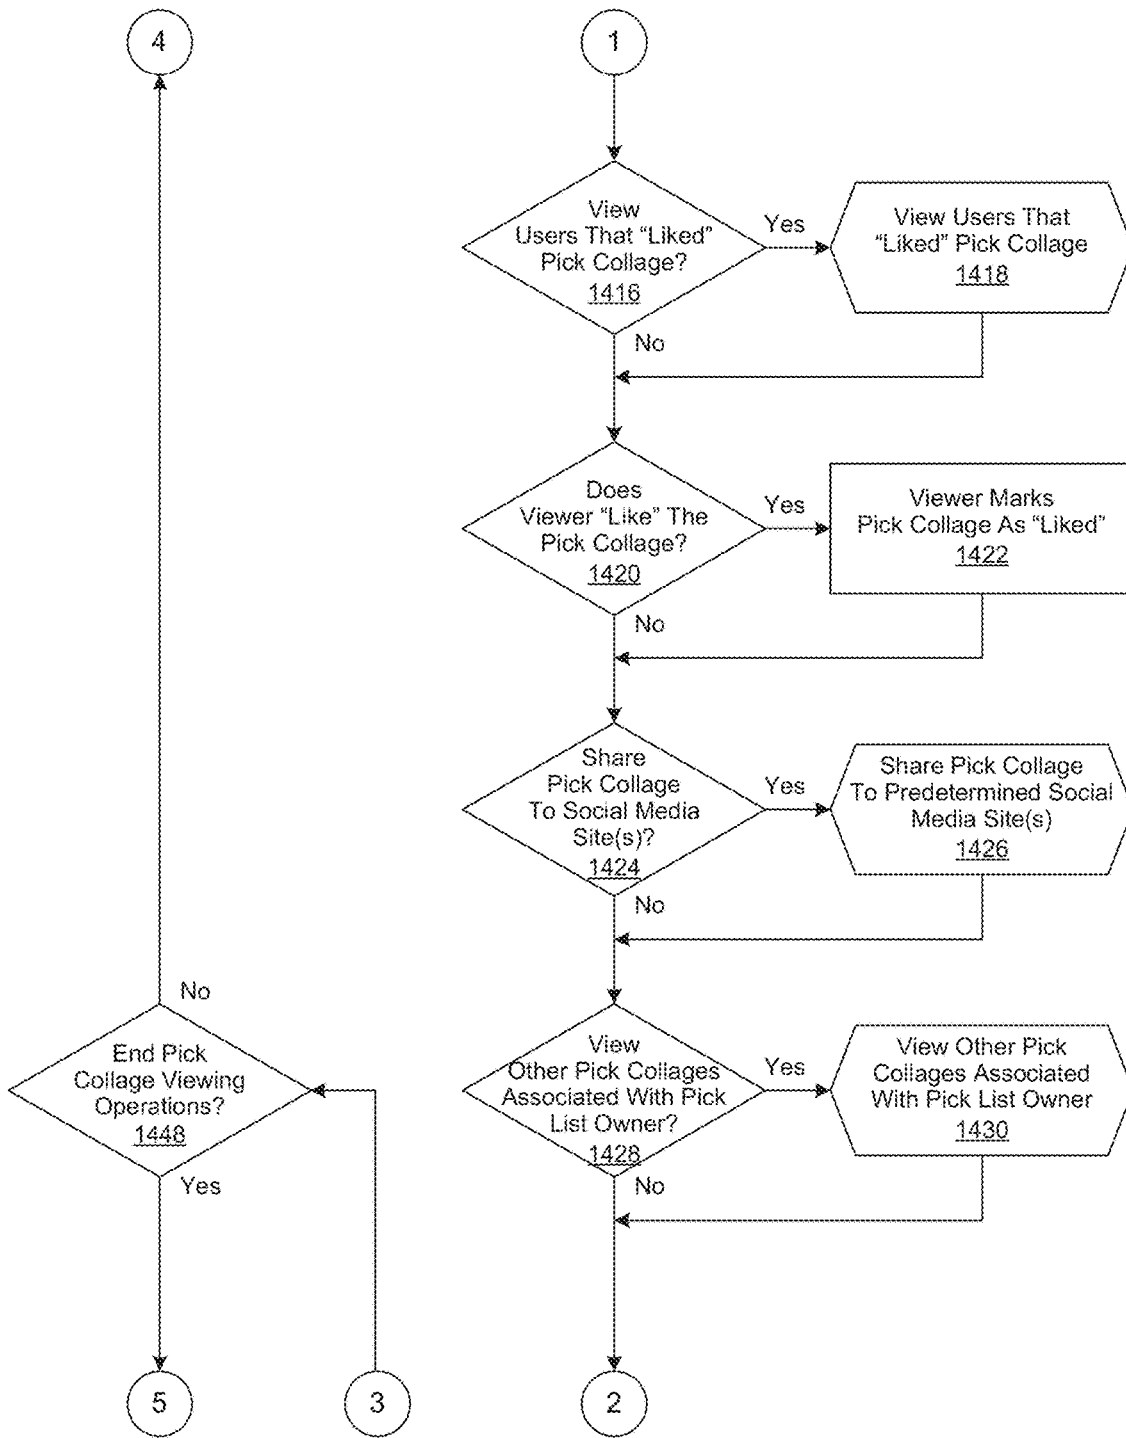 4
1
View
Users That “Liked”
Pick Collage?
1416
Yes
View Users That
“Liked” Pick Collage
1418
No
Does
Viewer “Like” The
Pick Collage?
1420
Yes
Viewer Marks
Pick Collage As “Liked”
1422
No
Share
Pick Collage
To Social Media
Site(s)?
1424
Yes
Share Pick Collage
To Predetermined Social
Media Site(s)
1426
No
View
Other Pick Collages
Associated With Pick
List Owner?
1428
Yes
View Other Pick
Collages Associated
With Pick List Owner
1430
No
No
End Pick
Collage Viewing
Operations?
1448
Yes
5
3
2